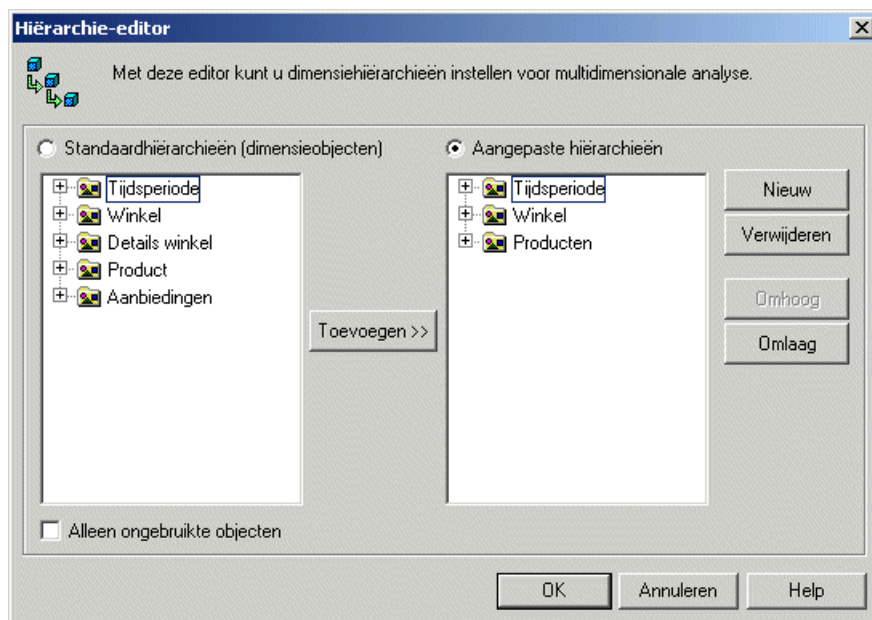 Hiërarchie-editor
Met deze editor kunt u dimensiehiërarchieën instellen voor multidimensionale analyse.
Standaardhiërarchieën (dimensieobjecten)
Tijdsperiode
Winkel
Details winkel
Product
Aanbiedingen
Toevoegen >>
Aangepaste hiërarchieën
Tijdsperiode
Winkel
Producten
Nieuw
Verwijderen
Omhoog
Omlaag
Alleen ongebruikte objecten
OK Annuleren Help